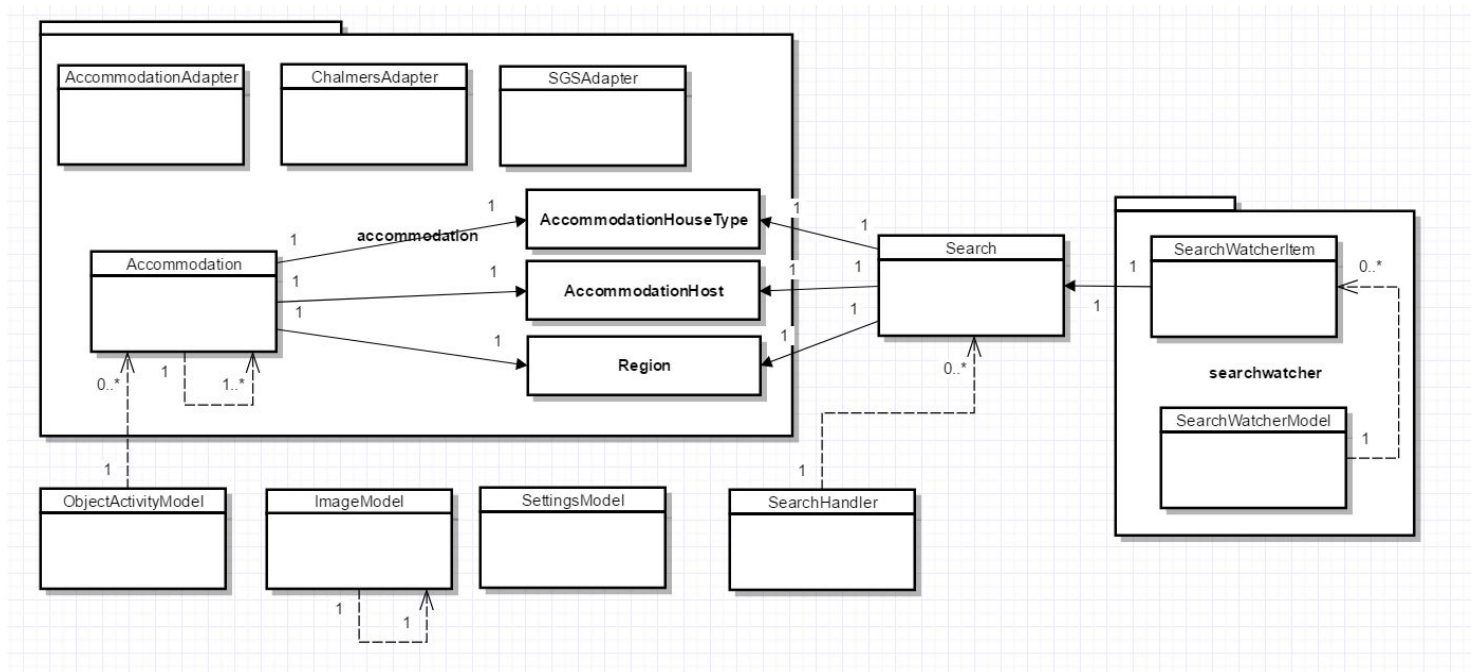 AccommodationAdapter
ChalmersAdapter
SGSAdapter
1
AccommodationHouseType
1
1
1
accommodation
Accommodation
1
1
AccommodationHost
1
1
1
1
Region
1
1
Search
0..*
1
1..*
1
1
SearchWatcherItem
0..*
searchwatcher
SearchWatcherModel
1
0..*
1
ObjectActivityModel
ImageModel
1
1
SettingsModel
1
SearchHandler